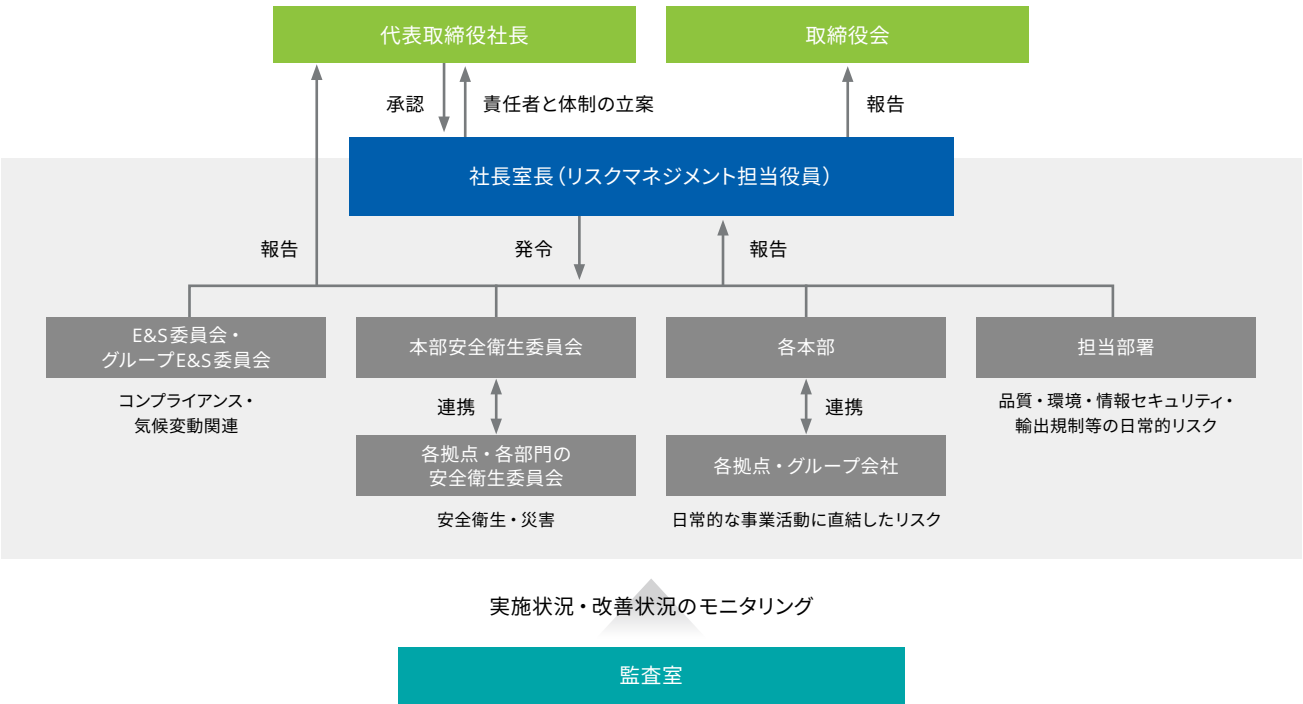 代表取締役社長
取締役会
承認
責任者と体制の立案
報告
社長室長（リスクマネジメント担当役員）
報告
発令
報告
E&S委員会・
グループE&S委員会
本部安全衛生委員会
各本部
担当部署
コンプライアンス・
気候変動関連
連携
連携
品質・環境・情報セキュリティ・
輸出規制等の日常的リスク
各拠点・各部門の
安全衛生委員会
各拠点・グループ会社
安全衛生・災害
日常的な事業活動に直結したリスク
実施状況・改善状況のモニタリング
監査室